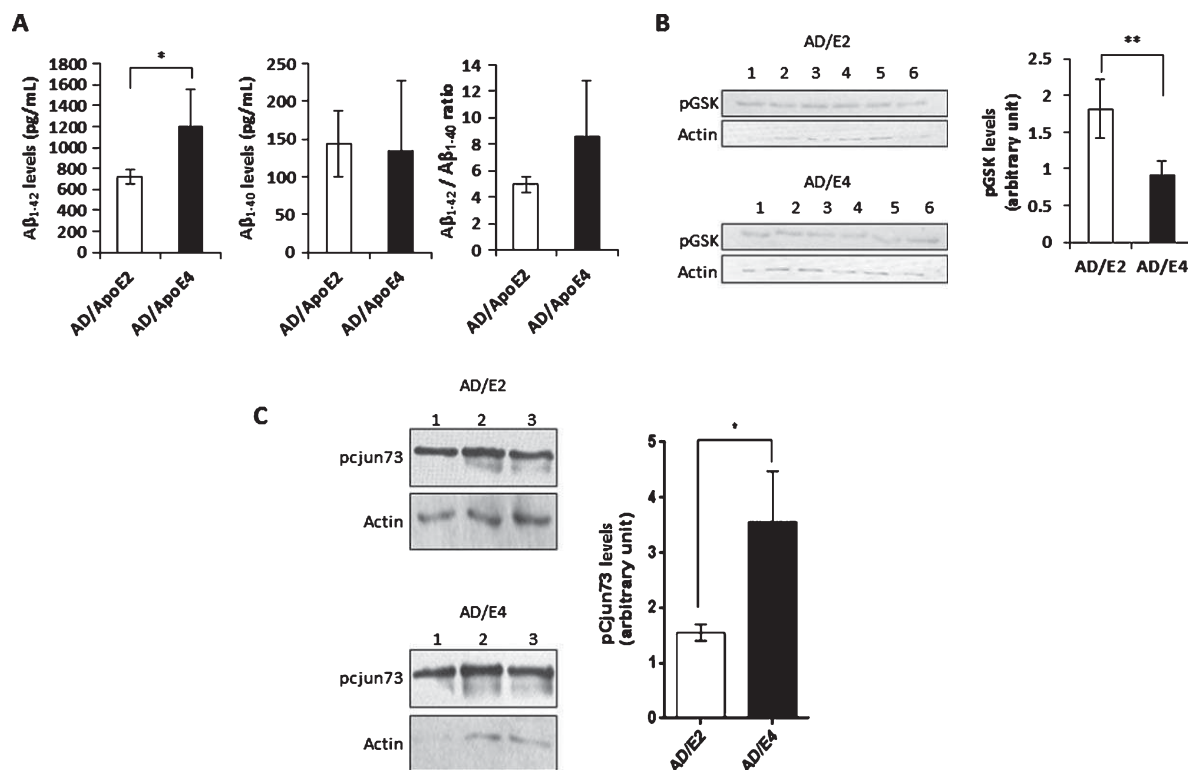 A
Aβ1-42 levels (pg/mL)
1800
1600
1400
1200
1000
800
600
400
200
0
*
AD/ApoE2
AD/ApoE4
Aβ1-40 levels (pg/mL)
250
200
150
100
50
0
AD/ApoE2
AD/ApoE4
Aβ1-42 / Aβ1-40 ratio
14
12
10
8
6
4
2
0
AD/ApoE2
AD/ApoE4
B
AD/E2
1 2 3 4 5 6
pGSK
Actin
AD/E4
1 2 3 4 5 6
pGSK
Actin
pGSK levels
(arbitrary unit)
2.5
2
1.5
1
0.5
0
**
AD/E2 AD/E4
C
AD/E2
1 2 3
pcjun73
Actin
AD/E4
1 2 3
pcjun73
Actin
pCjun73 levels
(arbitrary unit)
5
4
3
2
1
0
*
AD/E2
AD/E4